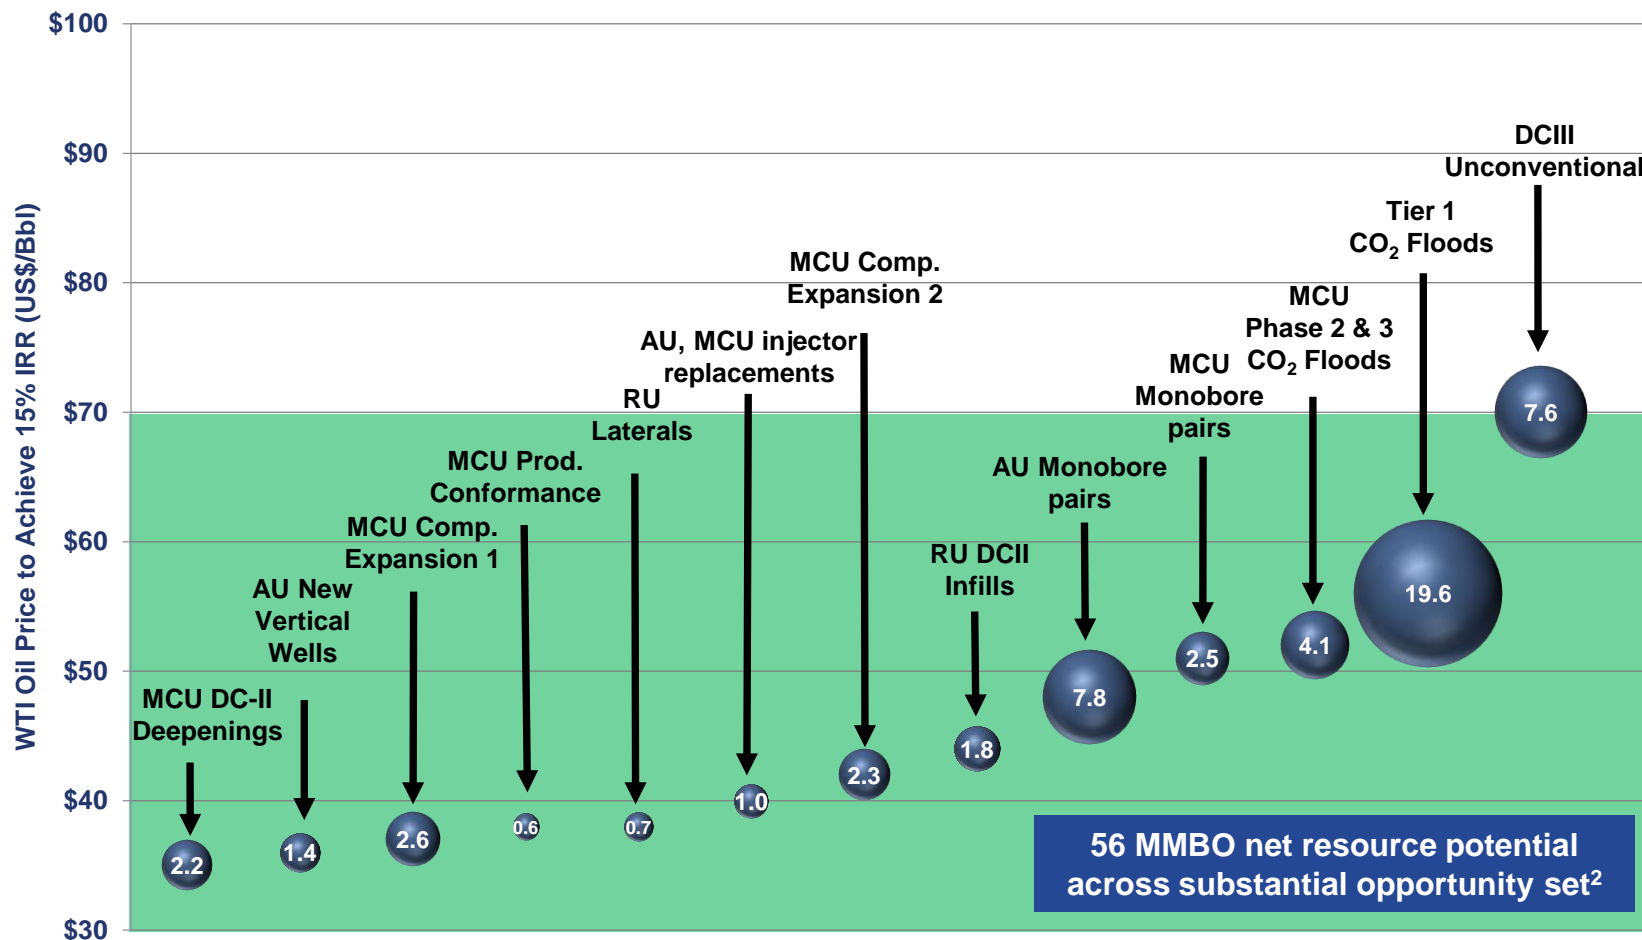 $100
$90
$80
$70
$60
$50
$40
$30
WTI Oil Price to Achieve 15% IRR (US$/Bbl)
MCU DC-II
Deepenings
2.2
AU New
Vertical
Wells
1.4
MCU Comp.
Expansion 1
2.6
MCU Prod.
Conformance
0.6
RU
Laterals
0.7
AU, MCU injector
replacements
1.0
MCU Comp.
Expansion 2
2.3
RU DCII
Infills
1.8
AU Monobore
pairs
7.8
MCU
Monobore
pairs
2.5
MCU
Phase 2 & 3
CO₂ Floods
4.1
Tier 1
CO₂ Floods
19.6
DCIII
Unconventional
7.6
56 MMBO net resource potential
across substantial opportunity set²